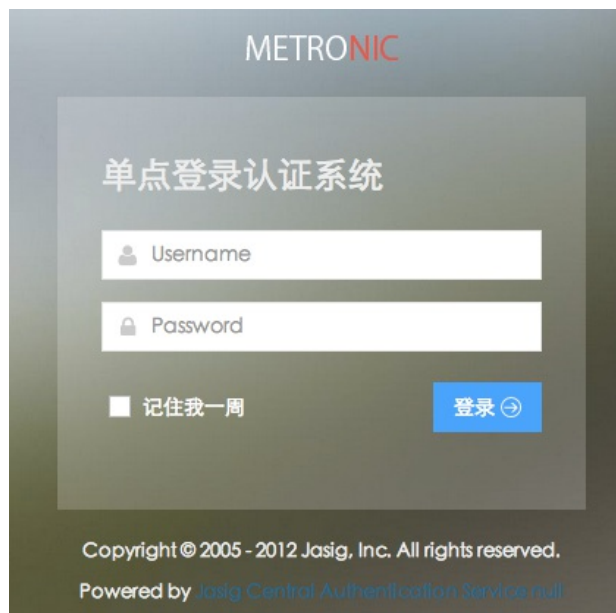 METRONIC
单点登录认证系统
Username
Password
记住我一周
登录
Copyright © 2005 - 2012 Jasig, Inc. All rights reserved.
Powered by Jasig Central Authentication Service null